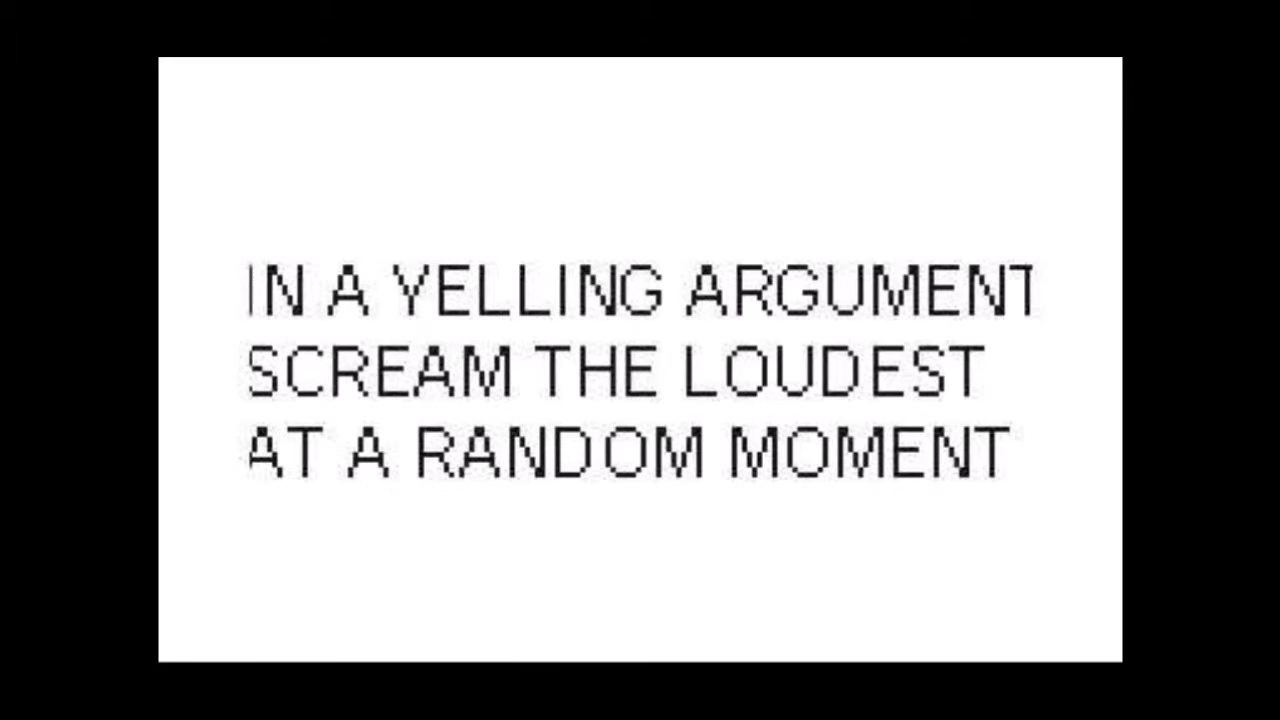 IN A YELLING ARGUMENT
SCREAM THE LOUDEST
AT A RANDOM MOMENT